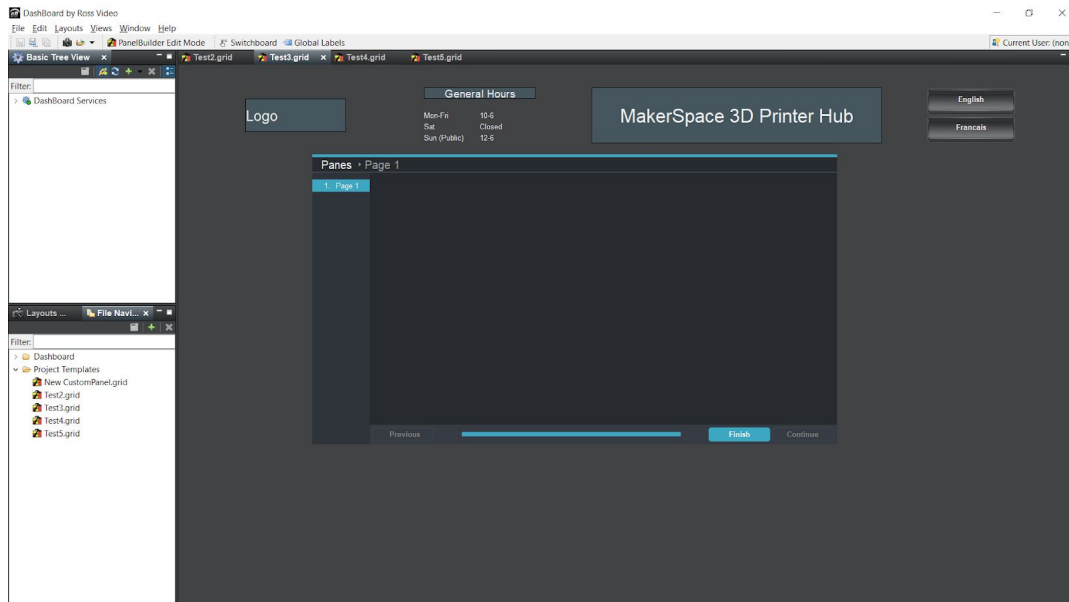 DashBoard by Ross Video
File Edit Layouts Views Window Help
PanelBuilder Edit Mode Switchboard Global Labels Current User: (non
Basic Tree View x Test2.grid Test3.grid x Test4.grid Test5.grid
Filter:
DashBoard Services
General Hours
English
Logo
Mon-Fri 10-6
MakerSpace 3D Printer Hub
Sat Closed
Francais
Sun (Public) 12-6
Panes Page 1
1. Page 1
Previous Finish Continue
Layouts ... File Navi... x
Filter:
Dashboard
Project Templates
New CustomPanel.grid
Test2.grid
Test3.grid
Test4.grid
Test5.grid